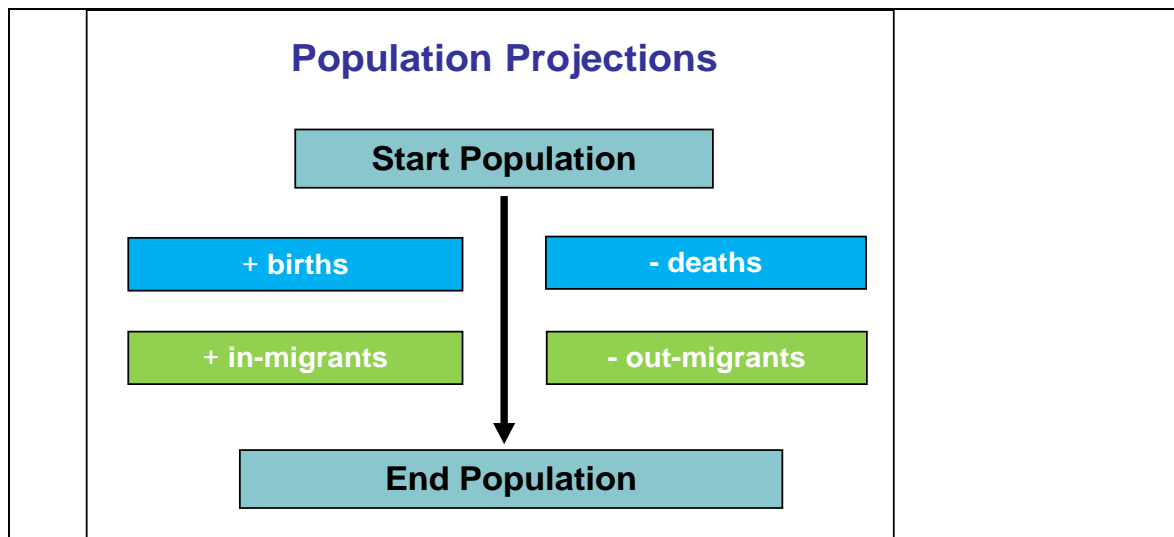 Population Projections
Start Population
+ births
- deaths
+ in-migrants
- out-migrants
End Population